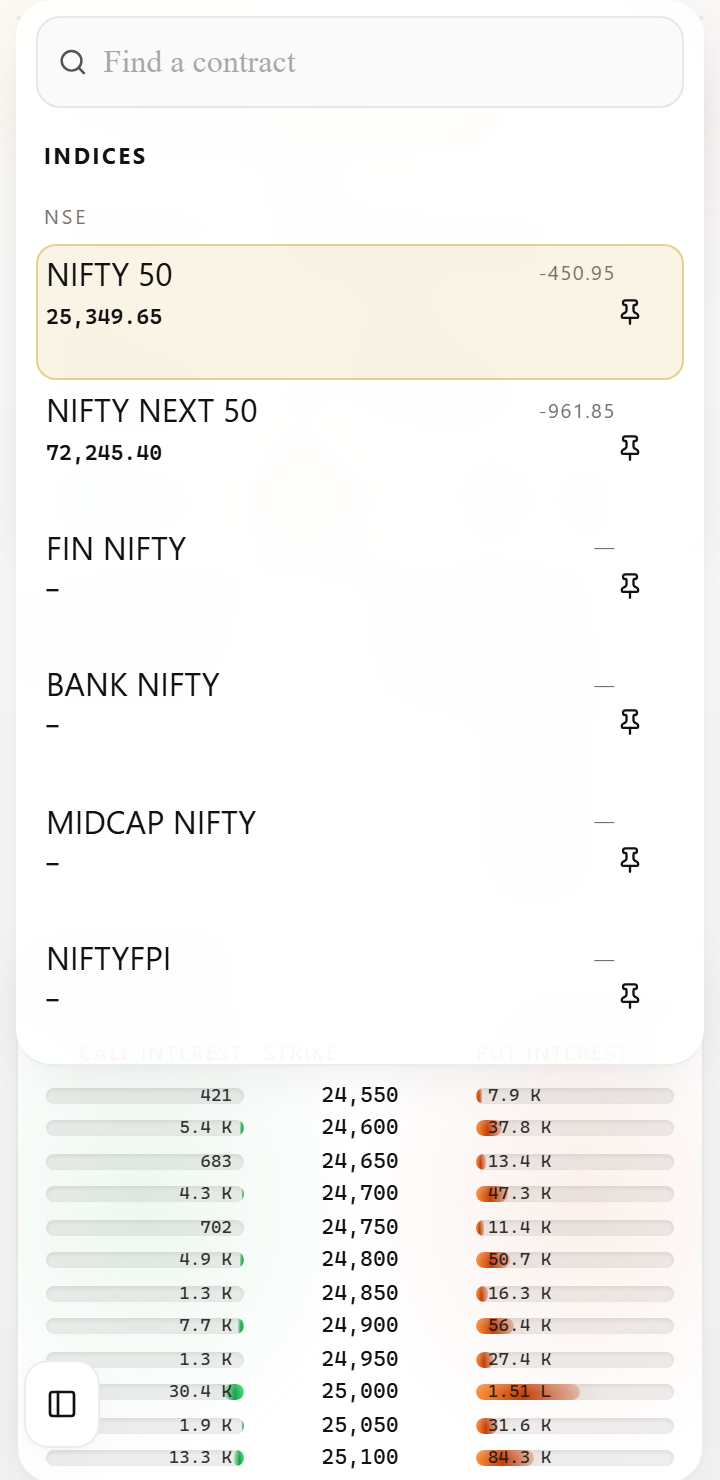 Find a contract
INDICES
NSE
NIFTY 50 -450.95
25,349.65
NIFTY NEXT 50 -961.85
72,245.40
FIN NIFTY —
–
BANK NIFTY —
–
MIDCAP NIFTY —
–
NIFTYFPI —
–
CALL INTEREST STRIKE PUT INTEREST
421 24,550 7.9 K
5.4 K 24,600 37.8 K
683 24,650 13.4 K
4.3 K 24,700 47.3 K
702 24,750 11.4 K
4.9 K 24,800 50.7 K
1.3 K 24,850 16.3 K
7.7 K 24,900 56.4 K
1.3 K 24,950 27.4 K
30.4 K 25,000 1.51 L
1.9 K 25,050 31.6 K
13.3 K 25,100 84.3 K